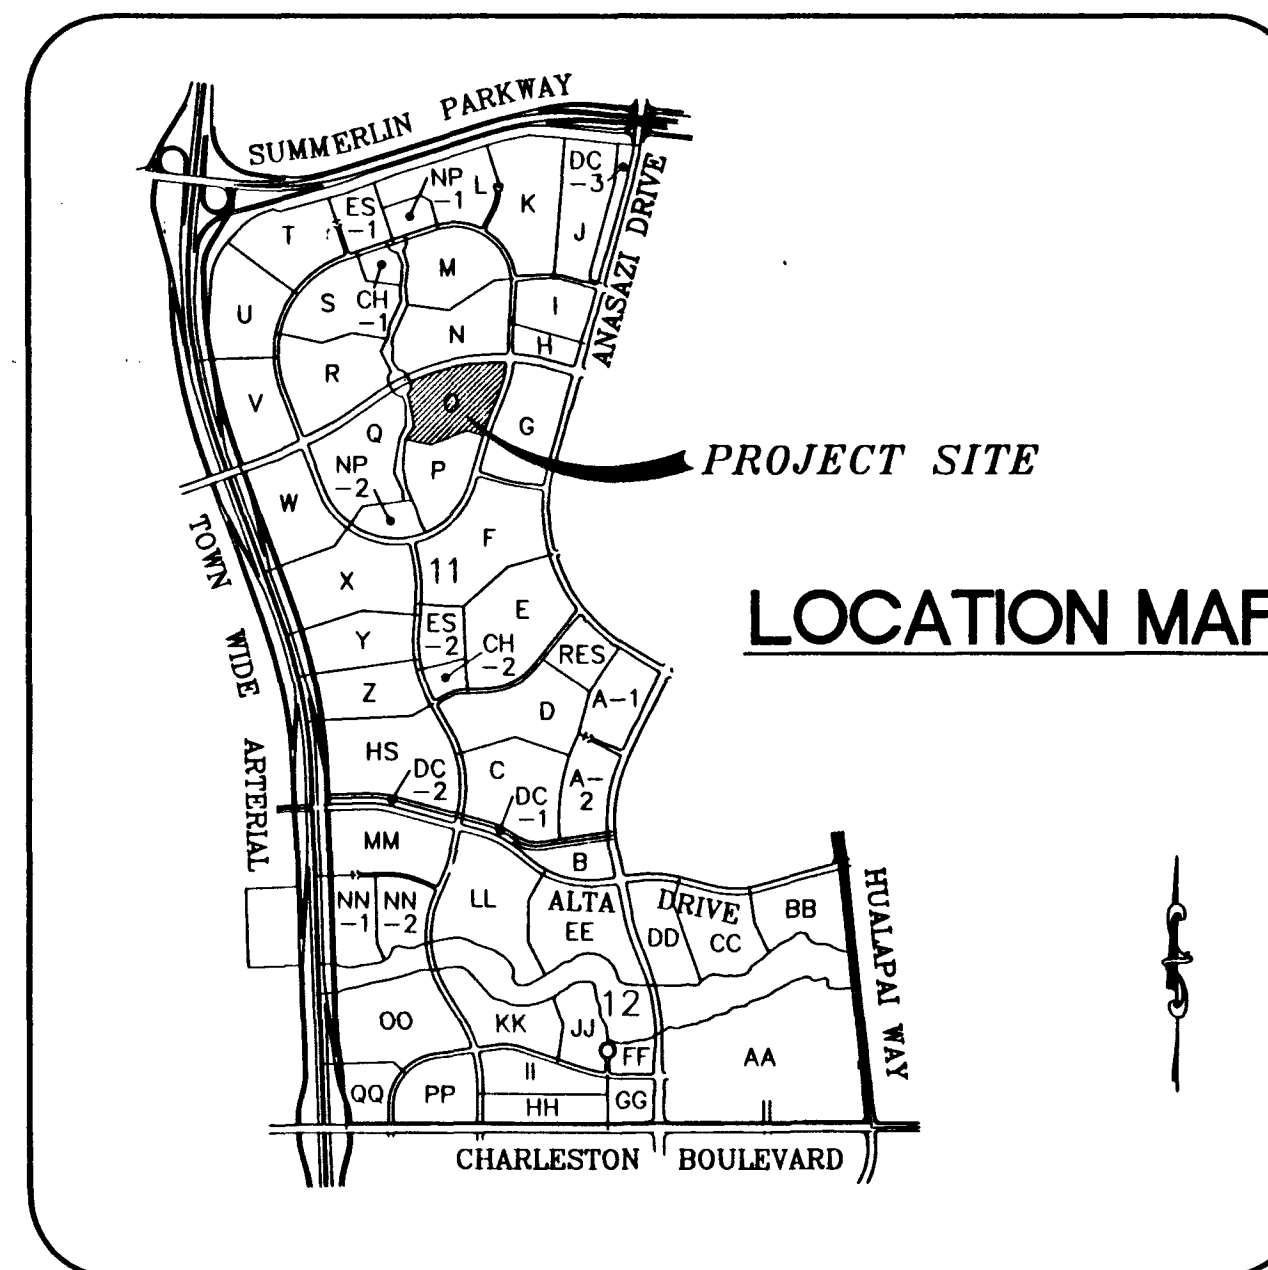 SUMMERLIN PARKWAY
DC
-3
NP
-1
L
K
ES
-1
T
J
ANASAZI DRIVE
M
S
CH
-1
I
U
N
H
R
V
O
G
Q
PROJECT SITE
NP
-2
P
W
TOWN WIDE ARTERIAL
F
X
11
E
ES
-2
Y
CH
-2
RES
Z
A-1
D
HS
C
DC
-2
A-
2
DC
-1
MM
B
NN
-1
NN
-2
LL
ALTA DRIVE
EE
DD
CC
BB
HUALAPAI WAY
12
OO
KK
JJ
FF
AA
II
QQ
PP
HH
GG
CHARLESTON BOULEVARD
LOCATION MAP